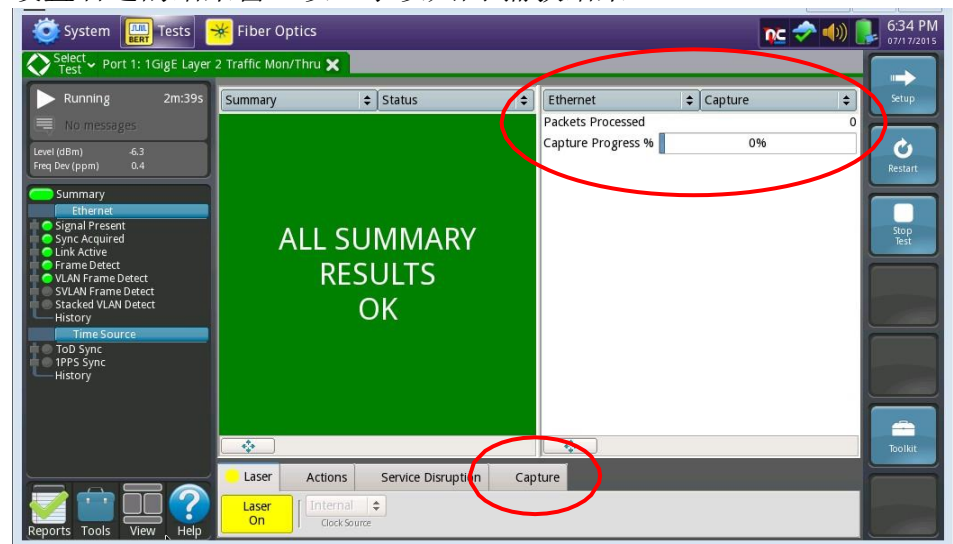 System
BERT
Tests
Fiber Optics
nc
6:34 PM
07/17/2015
Select
Test
Port 1: 1GigE Layer 2 Traffic Mon/Thru
Running 2m:39s
No messages
Level (dBm) -6.3
Freq Dev (ppm) 0.4
Summary
Ethernet
Signal Present
Sync Acquired
Link Active
Frame Detect
VLAN Frame Detect
SVLAN Frame Detect
Stacked VLAN Detect
History
Time Source
ToD Sync
1PPS Sync
History
Reports Tools View Help
Summary Status
ALL SUMMARY
RESULTS
OK
Ethernet Capture
Packets Processed 0
Capture Progress % 0%
Laser Actions Service Disruption Capture
Laser
On
Internal
Clock Source
Setup
Restart
Stop
Test
Toolkit